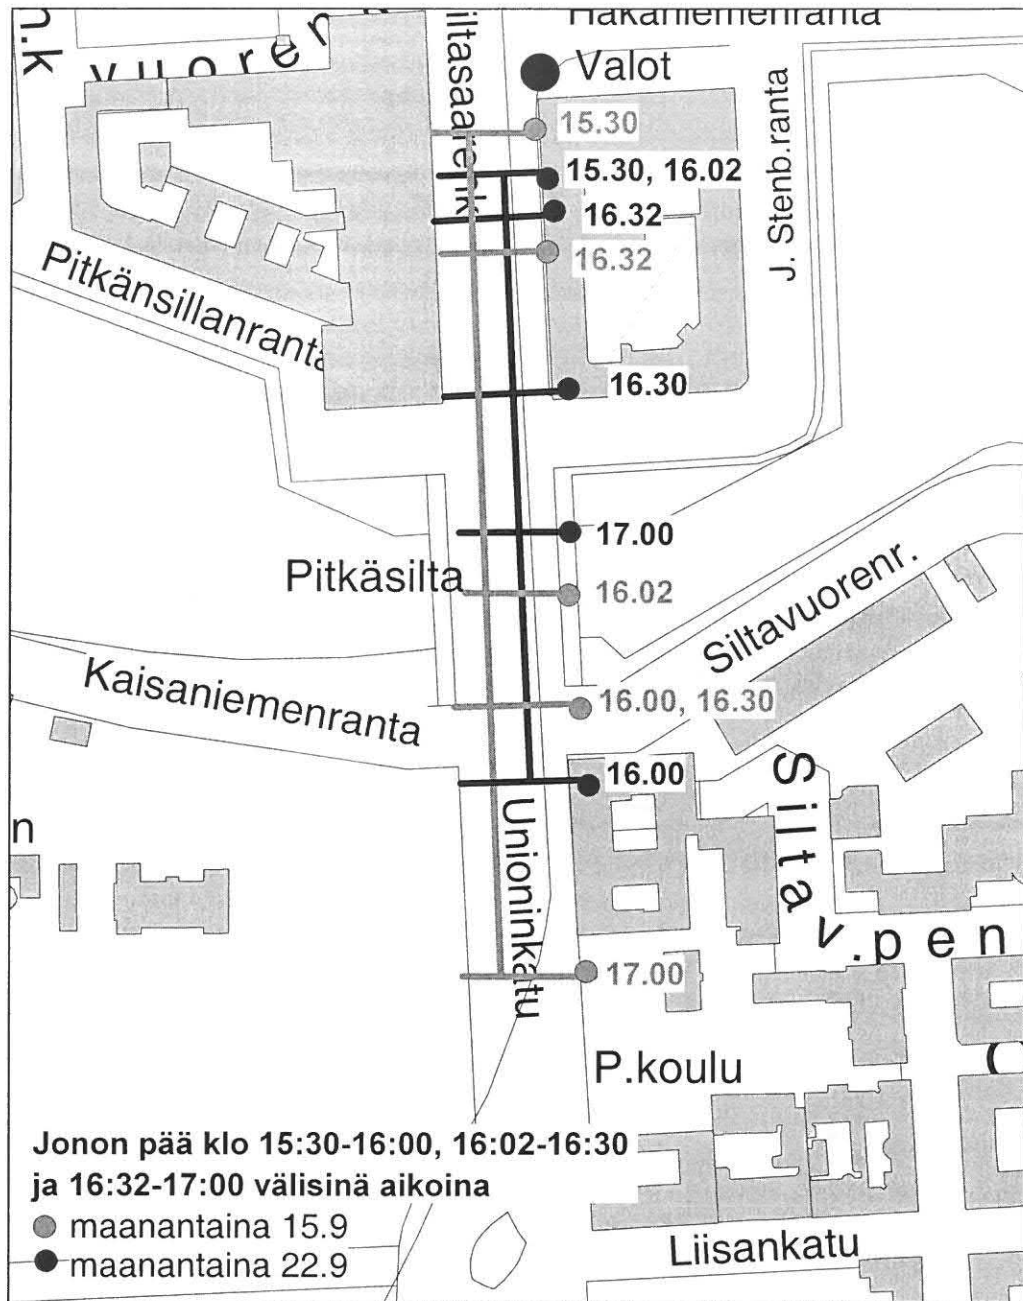 Hakaniemenranta
n.k
vuoren
iltasaarenk
Valot
J. Stenb.ranta
15.30
15.30, 16.02
16.32
16.32
Pitkänsillanranta
16.30
17.00
Pitkäsilta
16.02
Siltavuorenr.
Kaisaniemenranta
16.00, 16.30
16.00
n
Unioninkatu
Siltav.pen
17.00
P.koulu
Jonon pää klo 15:30-16:00, 16:02-16:30
ja 16:32-17:00 välisinä aikoina
maanantaina 15.9
maanantaina 22.9
Liisankatu